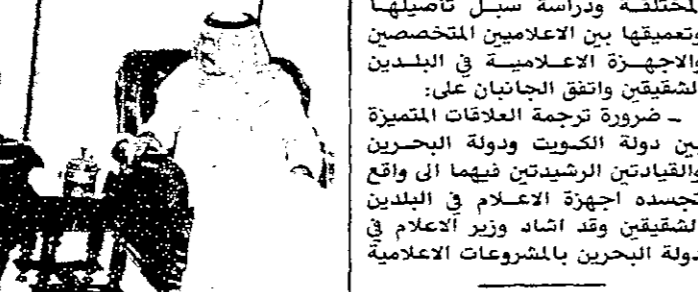 المختلفة ودراسة سبل تأصيلها
وتعميقها بين الاعلاميين المتخصصين
والاجهزة الاعلامية في البلدين
الشقيقين واتفق الجانبان على:
ـ ضرورة ترجمة العلاقات المتميزة
بين دولة الكويت ودولة البحرين
والقيادتين الرشيدتين فيهما الى واقع
تجسده اجهزة الاعلام في البلدين
الشقيقين وقد اشاد وزير الاعلام في
دولة البحرين بالمشروعات الاعلامية